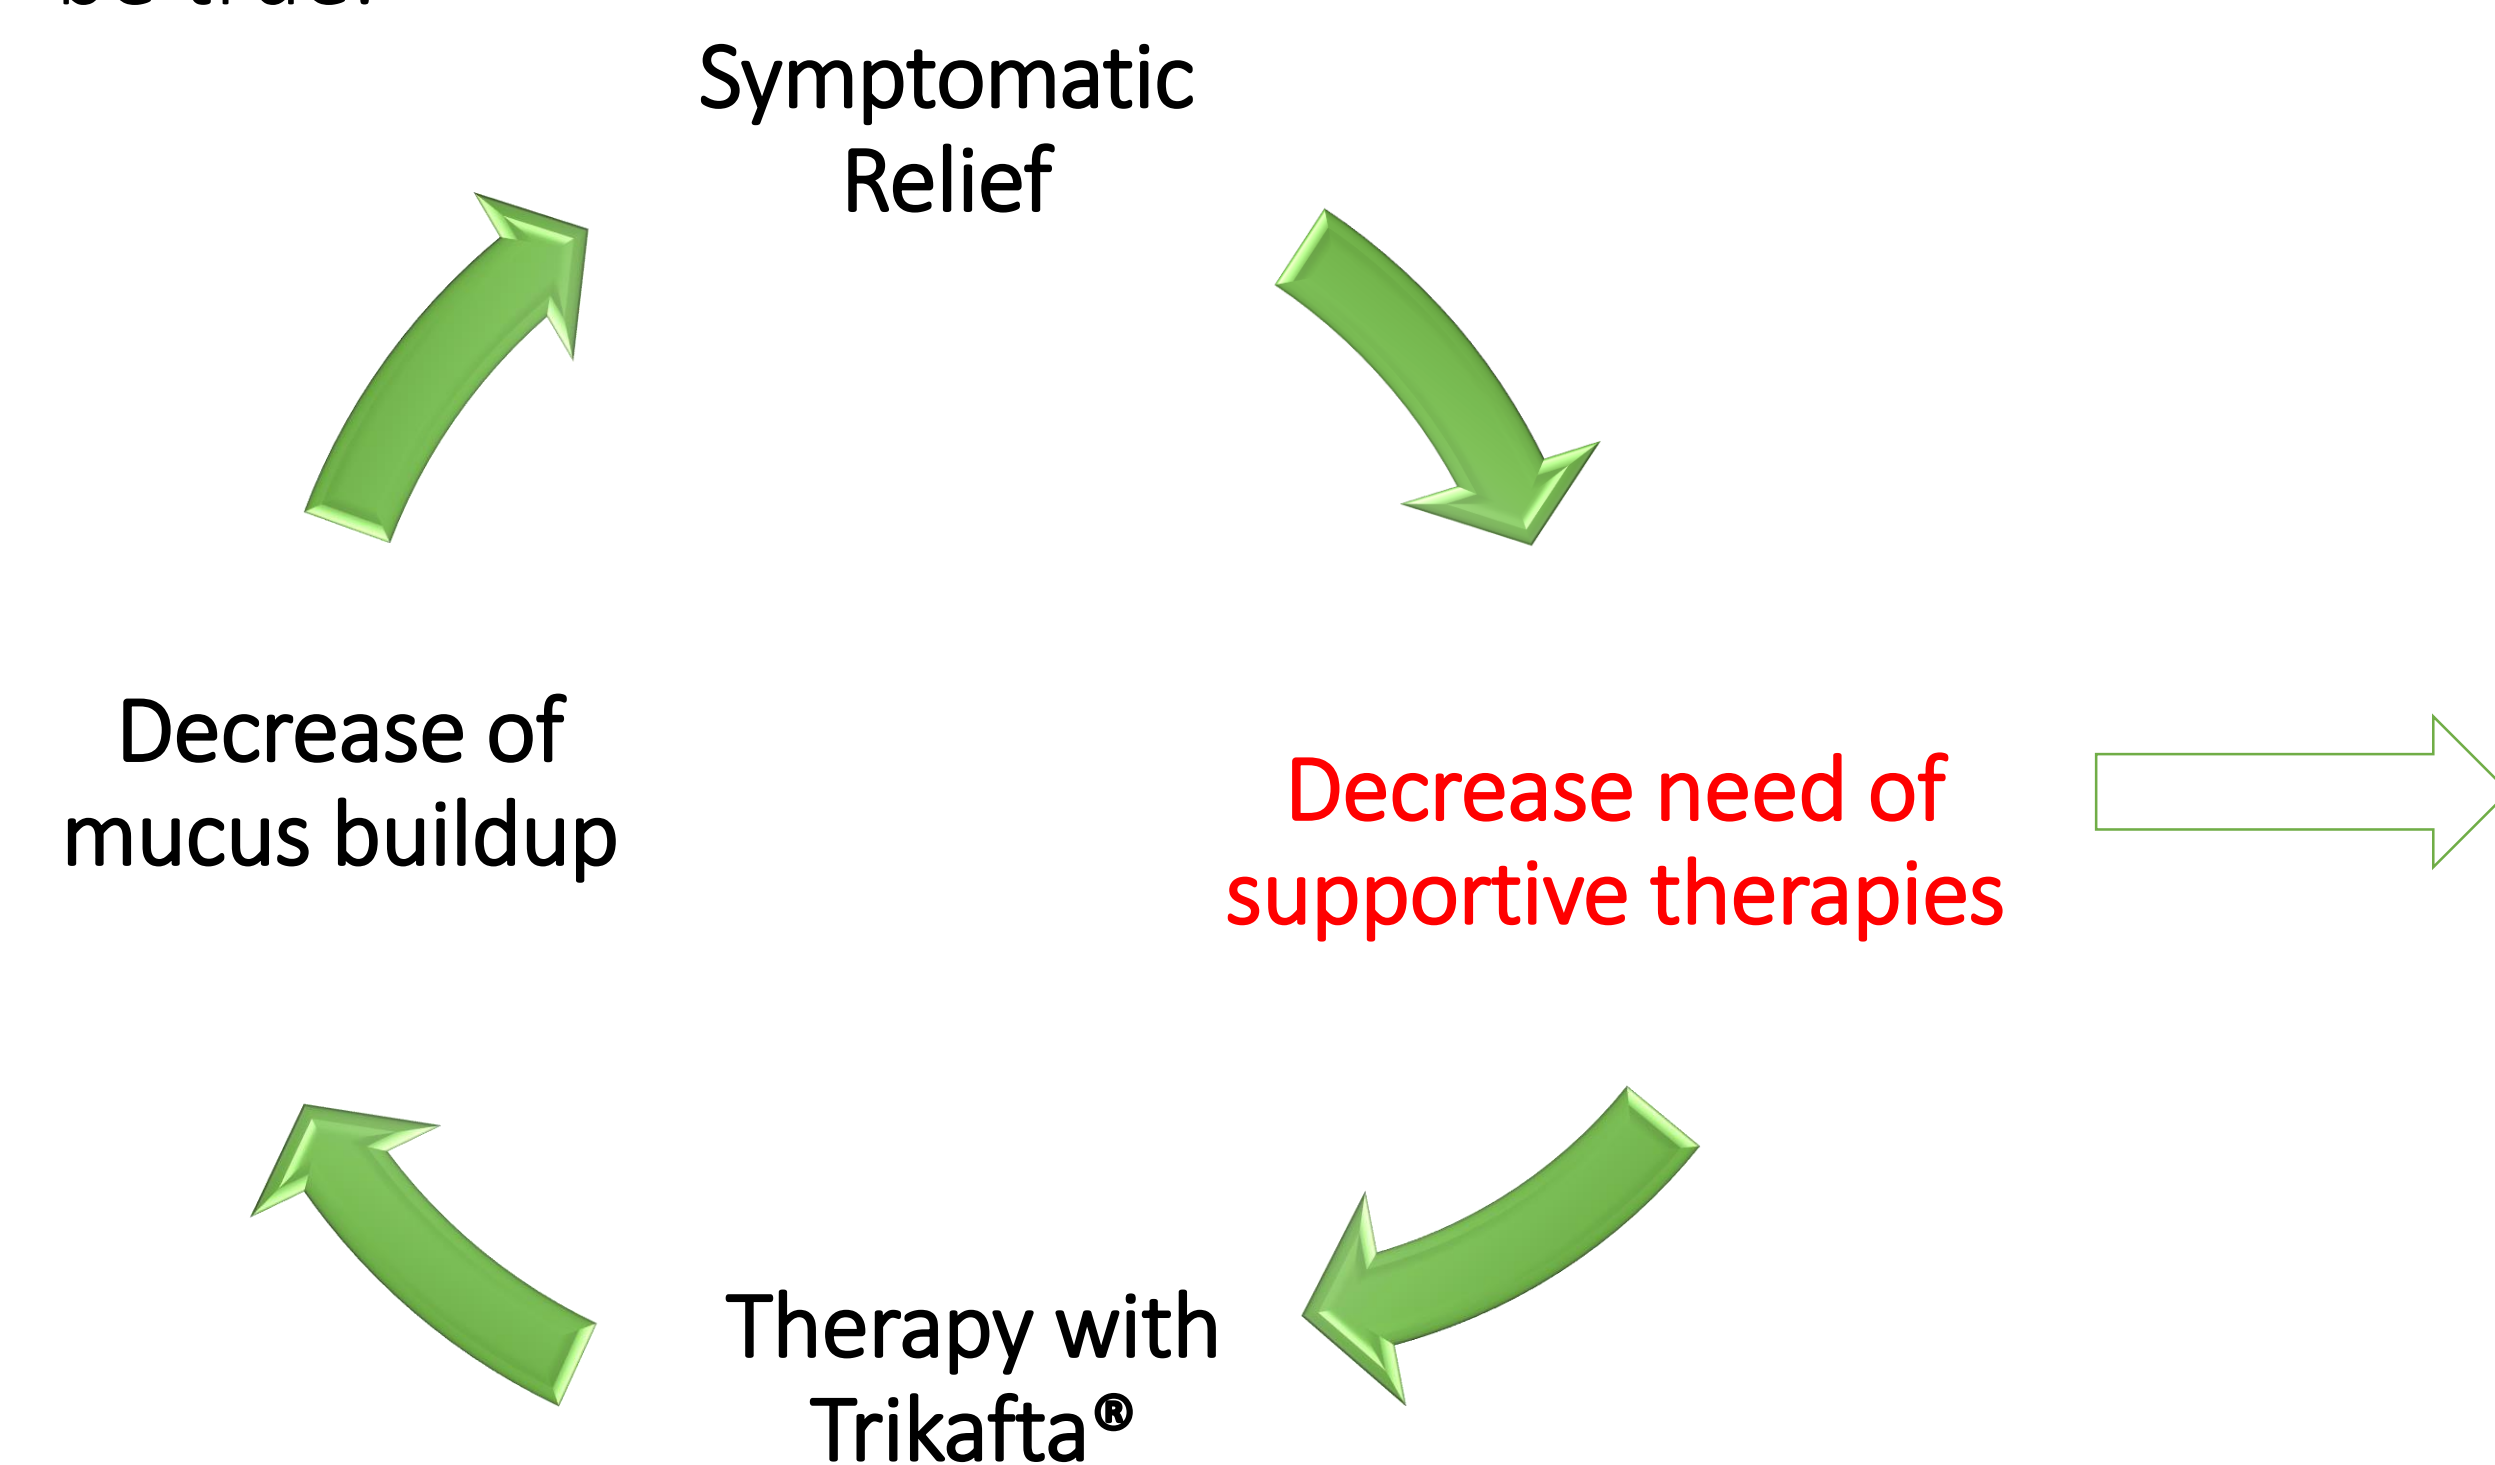 Symptomatic
Relief
Decrease of
mucus buildup
Decrease need of
supportive therapies
Therapy with
Trikafta®